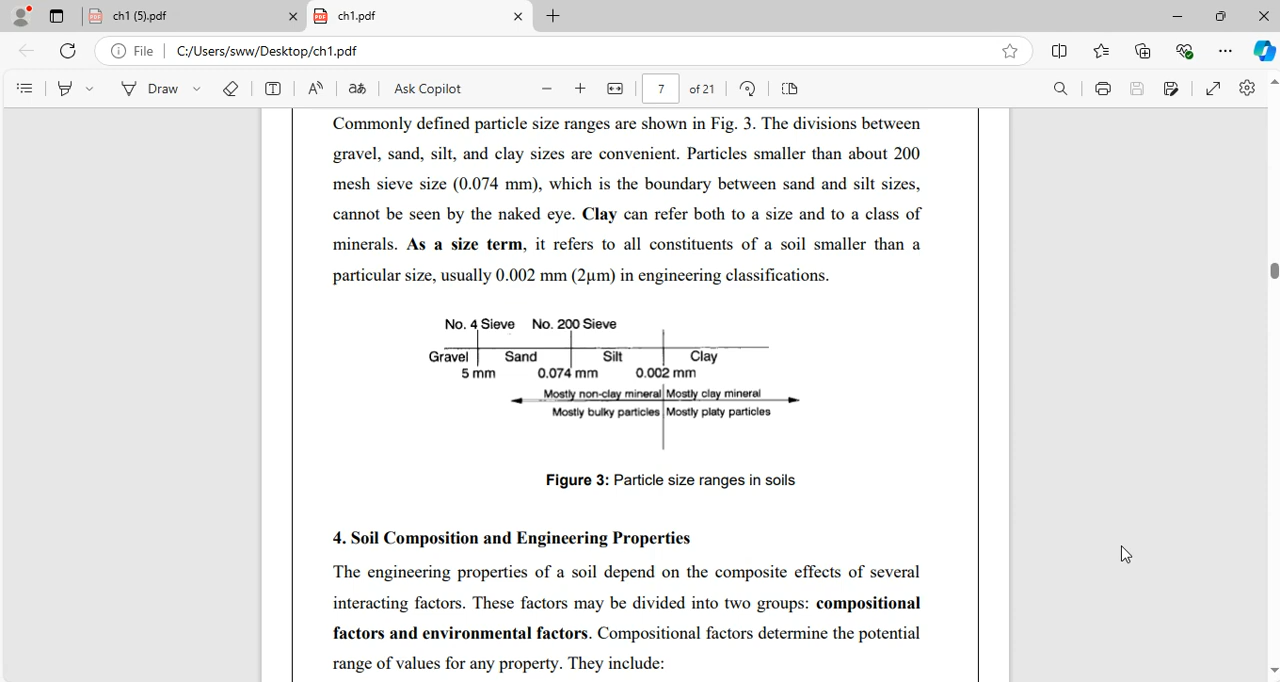 ch1 (5).pdf
ch1.pdf
File
C:/Users/sww/Desktop/ch1.pdf
Draw
Ask Copilot
7 of 21
Commonly defined particle size ranges are shown in Fig. 3. The divisions between
gravel, sand, silt, and clay sizes are convenient. Particles smaller than about 200
mesh sieve size (0.074 mm), which is the boundary between sand and silt sizes,
cannot be seen by the naked eye. Clay can refer both to a size and to a class of
minerals. As a size term, it refers to all constituents of a soil smaller than a
particular size, usually 0.002 mm (2μm) in engineering classifications.
No. 4 Sieve No. 200 Sieve
Gravel Sand Silt Clay
5 mm 0.074 mm 0.002 mm
Mostly non-clay mineral Mostly clay mineral
Mostly bulky particles Mostly platy particles
Figure 3: Particle size ranges in soils
4. Soil Composition and Engineering Properties
The engineering properties of a soil depend on the composite effects of several
interacting factors. These factors may be divided into two groups: compositional
factors and environmental factors. Compositional factors determine the potential
range of values for any property. They include: